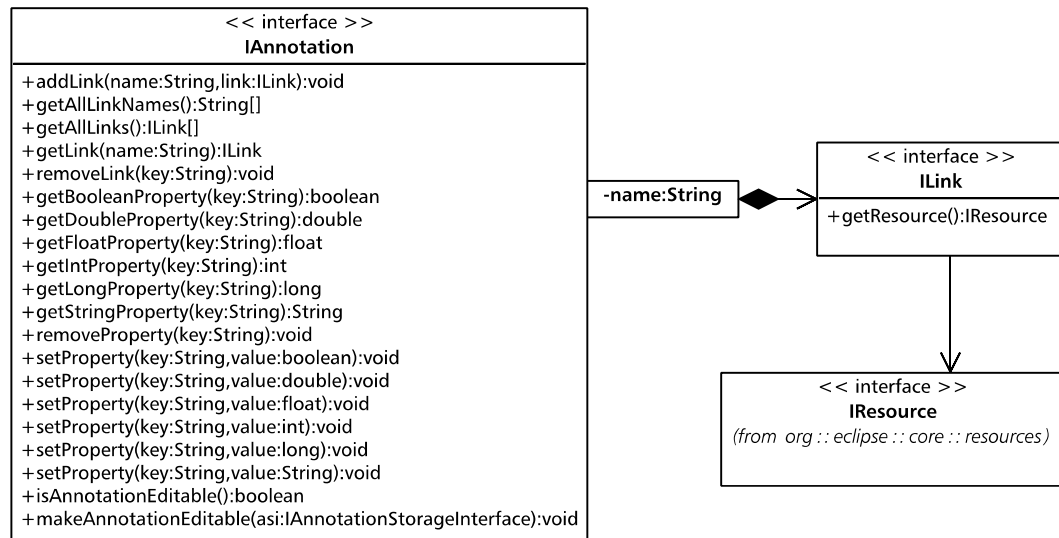 << interface >>
IAnnotation
+addLink(name:String,link:ILink):void
+getAllLinkNames():String[]
+getAllLinks():ILink[]
+getLink(name:String):ILink
+removeLink(key:String):void
+getBooleanProperty(key:String):boolean
+getDoubleProperty(key:String):double
+getFloatProperty(key:String):float
+getIntProperty(key:String):int
+getLongProperty(key:String):long
+getStringProperty(key:String):String
+removeProperty(key:String):void
+setProperty(key:String,value:boolean):void
+setProperty(key:String,value:double):void
+setProperty(key:String,value:float):void
+setProperty(key:String,value:int):void
+setProperty(key:String,value:long):void
+setProperty(key:String,value:String):void
+isAnnotationEditable():boolean
+makeAnnotationEditable(asi:IAnnotationStorageInterface):void
-name:String
<< interface >>
ILink
+getResource():IResource
<< interface >>
IResource
(from org :: eclipse :: core :: resources)